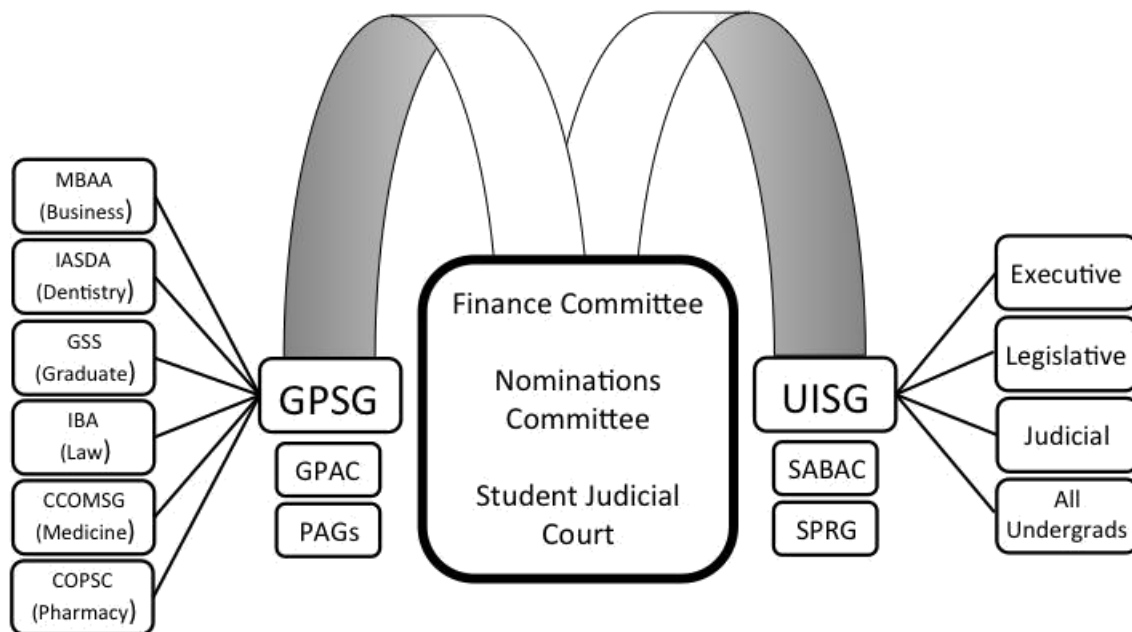 MBAA
(Business)
IASDA
(Dentistry)
GSS
(Graduate)
IBA
(Law)
CCOMSG
(Medicine)
COPSC
(Pharmacy)
GPSG
GPAC
PAGs
Finance Committee
Nominations
Committee
Student Judicial
Court
UISG
SABAC
SPRG
Executive
Legislative
Judicial
All
Undergrads